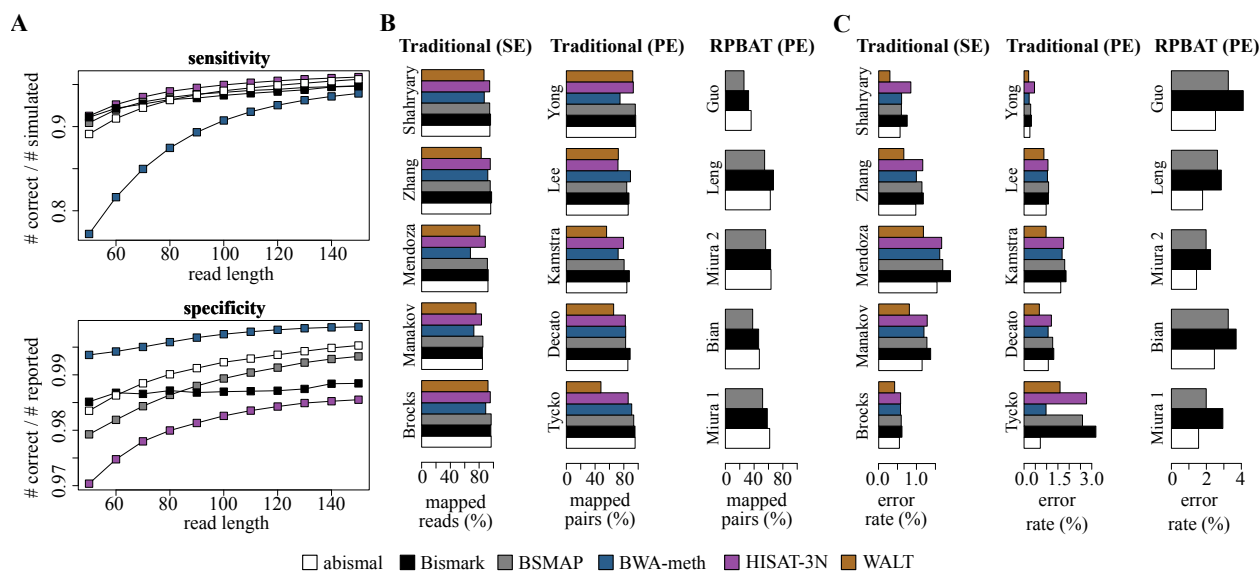 A
sensitivity
# correct / # simulated
0.9
0.8
60 80 100 120 140
read length
specificity
# correct / # reported
0.99
0.98
0.97
60 80 100 120 140
read length
B
Traditional (SE) Traditional (PE) RPBAT (PE)
Shahryary Yong Guo
Zhang Lee Leng
Mendoza Kamstra Miura 2
Manakov Decato Bian
Brocks Tycko Miura 1
0 40 80 0 40 80 0 40 80
mapped reads (%) mapped pairs (%) mapped pairs (%)
C
Traditional (SE) Traditional (PE) RPBAT (PE)
Shahryary Yong Guo
Zhang Lee Leng
Mendoza Kamstra Miura 2
Manakov Decato Bian
Brocks Tycko Miura 1
0.0 1.0 0.0 1.5 3.0 0 2 4
error rate (%) error rate (%) error rate (%)
abismal Bismark BSMAP BWA-meth HISAT-3N WALT